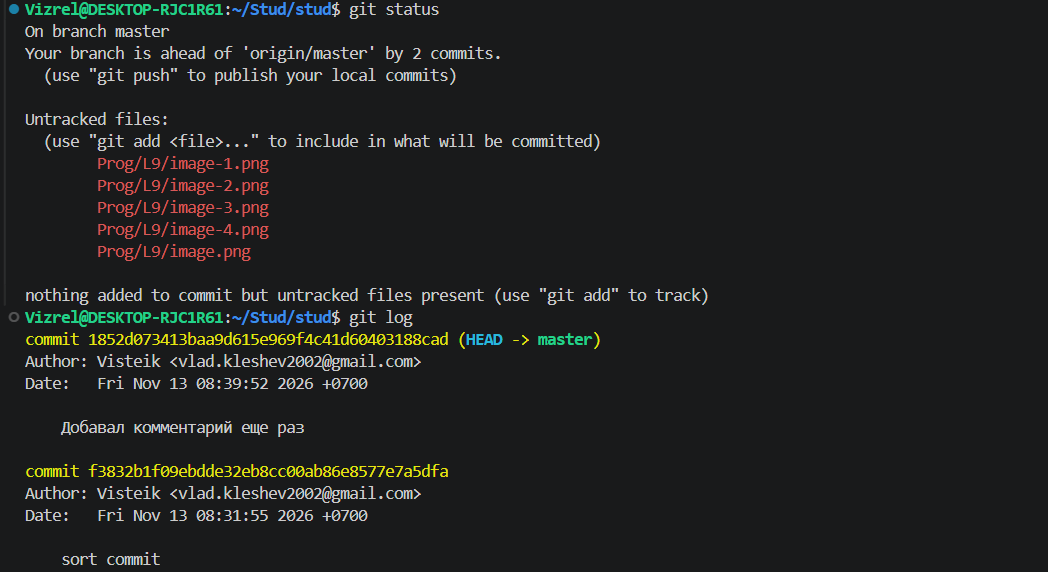 Vizrel@DESKTOP-RJC1R61:~/Stud/stud$ git status
On branch master
Your branch is ahead of 'origin/master' by 2 commits.
  (use "git push" to publish your local commits)
Untracked files:
  (use "git add <file>..." to include in what will be committed)
        Prog/L9/image-1.png
        Prog/L9/image-2.png
        Prog/L9/image-3.png
        Prog/L9/image-4.png
        Prog/L9/image.png
nothing added to commit but untracked files present (use "git add" to track)
Vizrel@DESKTOP-RJC1R61:~/Stud/stud$ git log
commit 1852d073413baa9d615e969f4c41d60403188cad (HEAD -> master)
Author: Visteik <vlad.kleshev2002@gmail.com>
Date:   Fri Nov 13 08:39:52 2026 +0700
    Добавал комментарий еще раз
commit f3832b1f09ebdde32eb8cc00ab86e8577e7a5dfa
Author: Visteik <vlad.kleshev2002@gmail.com>
Date:   Fri Nov 13 08:31:55 2026 +0700
    sort commit